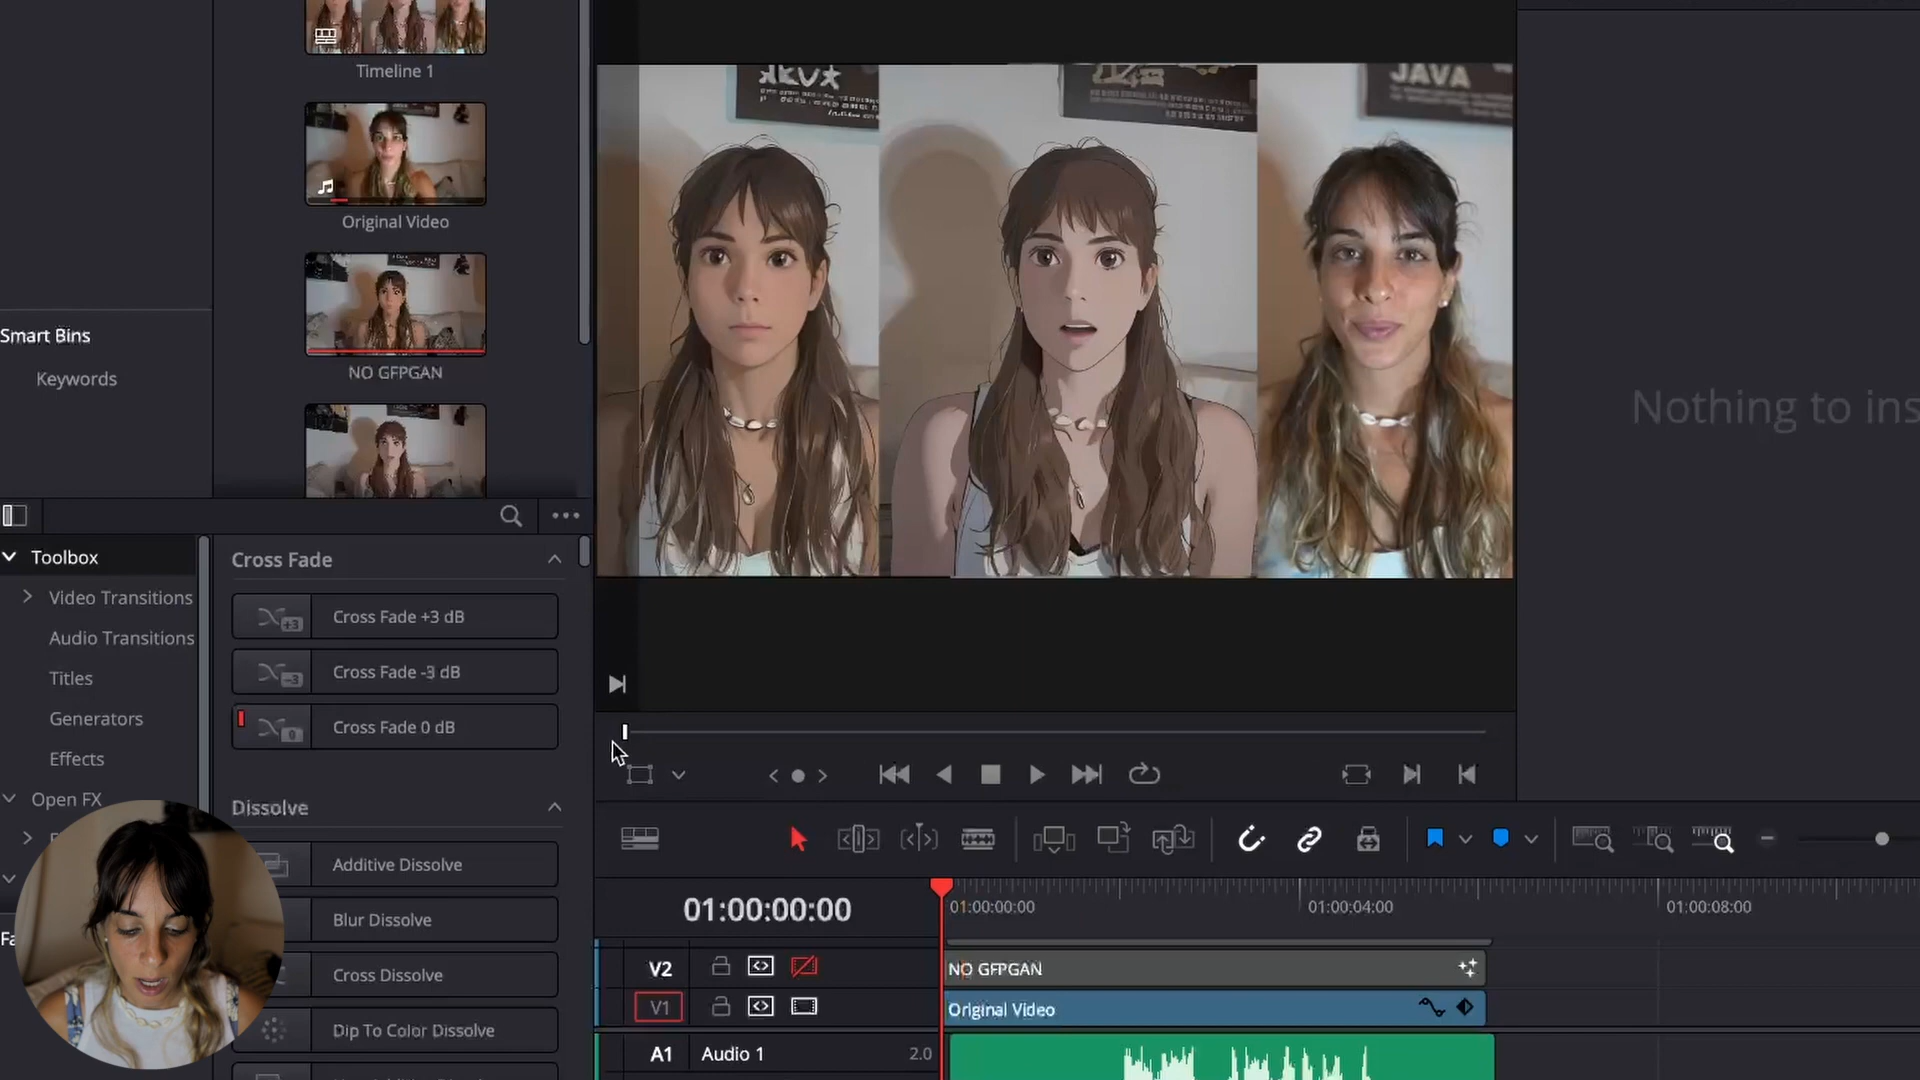 Timeline 1
Original Video
NO GFPGAN
Smart Bins
Keywords
JAVA
Nothing to ins
Toolbox
Video Transitions
Audio Transitions
Titles
Generators
Effects
Open FX
Cross Fade
+3
Cross Fade +3 dB
-3
Cross Fade -3 dB
0
Cross Fade 0 dB
Dissolve
Additive Dissolve
Blur Dissolve
Cross Dissolve
Dip To Color Dissolve
01:00:00:00
01:00:00:00
01:00:04:00
01:00:08:00
V2
NO GFPGAN
V1
Original Video
A1
Audio 1
2.0